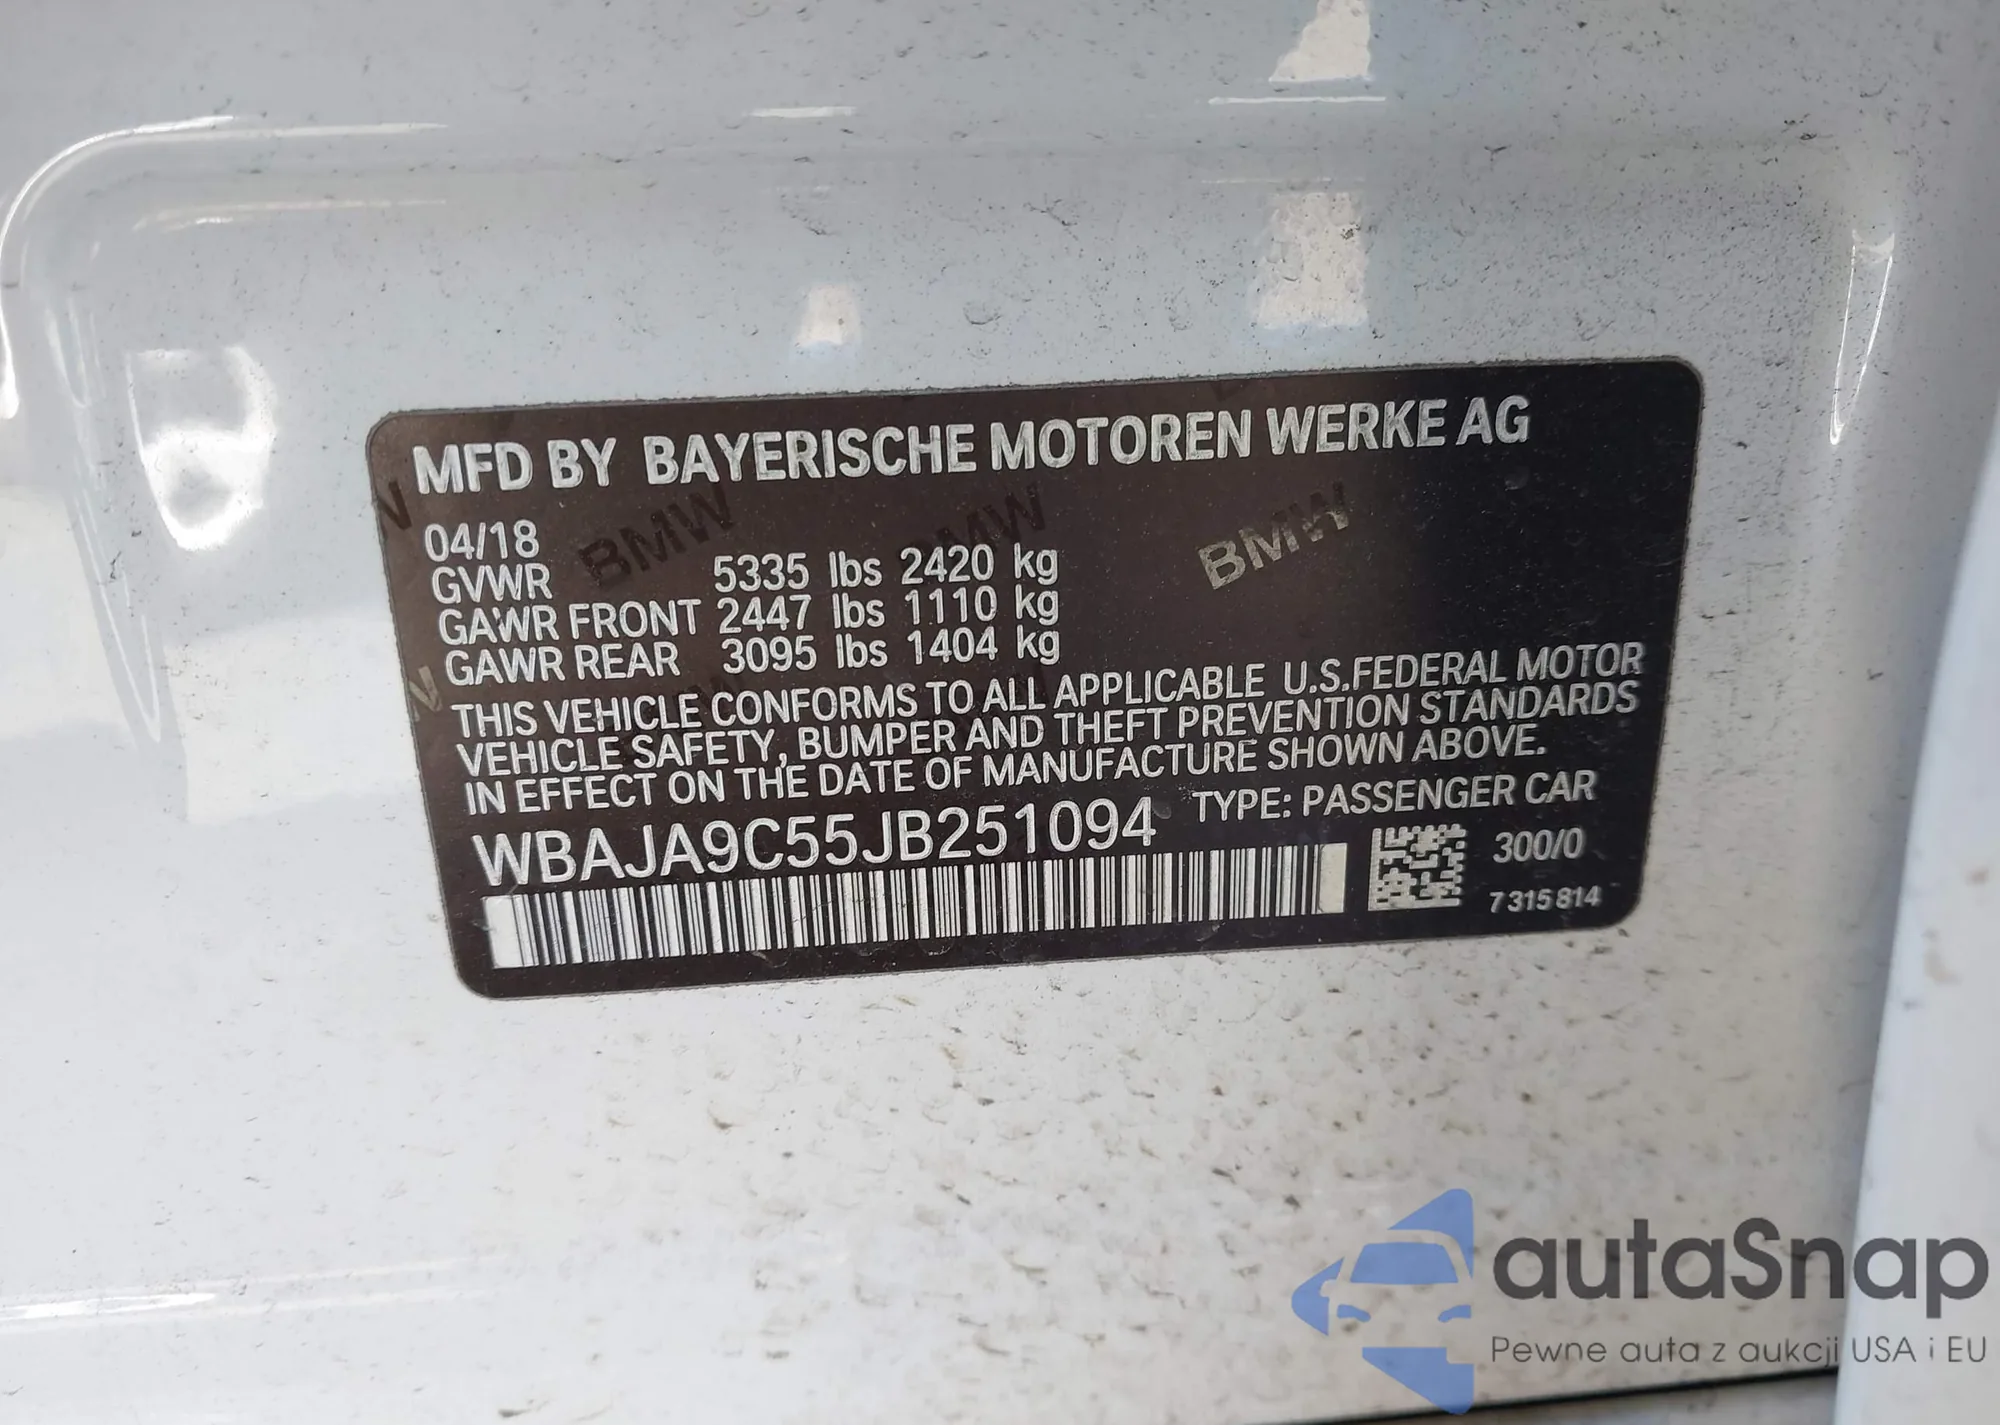 MFD BY BAYERISCHE MOTOREN WERKE AG
04/18
GVWR 5335 lbs 2420 kg
GAWR FRONT 2447 lbs 1110 kg
GAWR REAR 3095 lbs 1404 kg
BMW BMW BMW
THIS VEHICLE CONFORMS TO ALL APPLICABLE U.S.FEDERAL MOTOR
VEHICLE SAFETY, BUMPER AND THEFT PREVENTION STANDARDS
IN EFFECT ON THE DATE OF MANUFACTURE SHOWN ABOVE.
WBAJA9C55JB251094 TYPE: PASSENGER CAR
300/0
7315814
autaSnap
Pewne auta z aukcji USA i EU